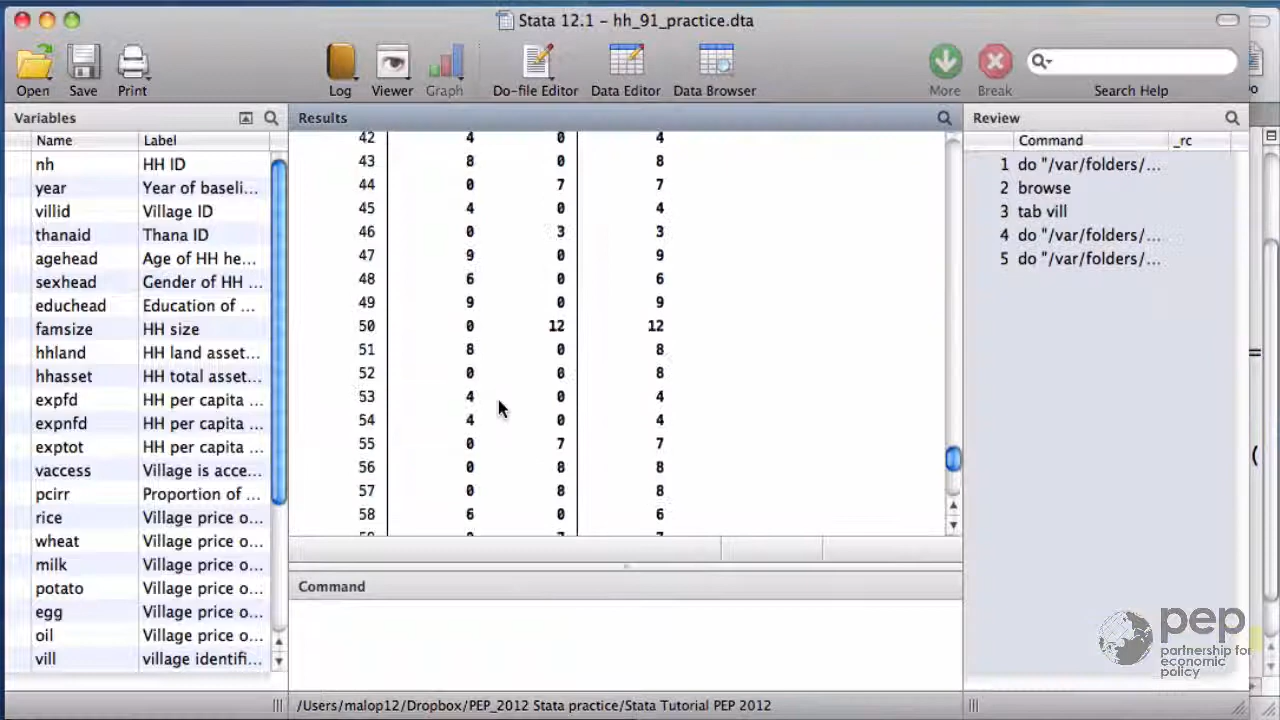 Stata 12.1 – hh_91_practice.dta
Open Save Print Log Viewer Graph Do-file Editor Data Editor Data Browser More Break Search Help
Variables
Name Label
nh HH ID
year Year of baseli...
villid Village ID
thanaid Thana ID
agehead Age of HH he...
sexhead Gender of HH ...
educhead Education of ...
famsize HH size
hhland HH land asset...
hhasset HH total asset...
expfd HH per capita ...
expnfd HH per capita ...
exptot HH per capita ...
vaccess Village is acce...
pcirr Proportion of ...
rice Village price o...
wheat Village price o...
milk Village price o...
potato Village price o...
egg Village price o...
oil Village price o...
vill village identifi...
Results
42 4 0 4
43 8 0 8
44 0 7 7
45 4 0 4
46 0 3 3
47 9 0 9
48 6 0 6
49 9 0 9
50 0 12 12
51 8 0 8
52 0 8 8
53 4 0 4
54 4 0 4
55 0 7 7
56 0 8 8
57 0 8 8
58 6 0 6
Command
/Users/malop12/Dropbox/PEP_2012 Stata practice/Stata Tutorial PEP 2012
Review
Command _rc
1 do "/var/folders/...
2 browse
3 tab vill
4 do "/var/folders/...
5 do "/var/folders/...
pep
partnership for
economic
policy